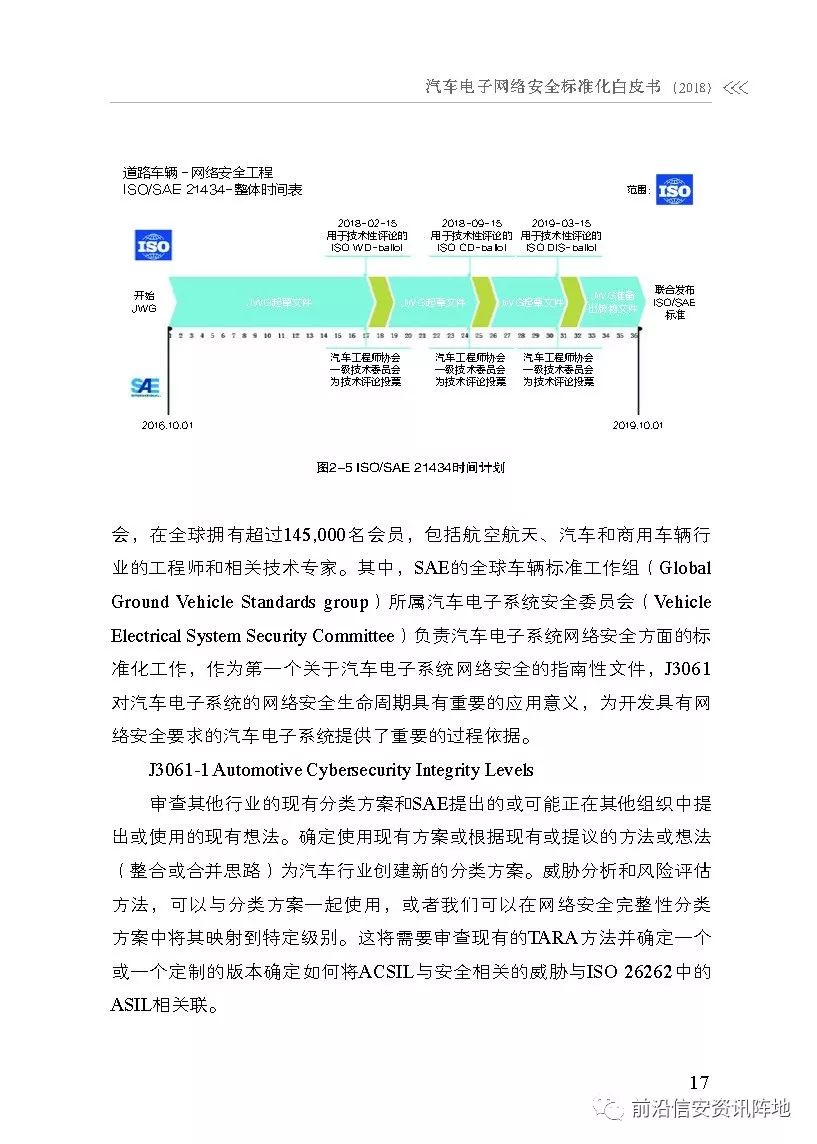 汽车电子网络安全标准化白皮书 (2018)
道路车辆-网络安全工程
ISO/SAE 21434-整体时间表
范围:
ISO
ISO
2018-02-15
用于技术性评论的
ISO WD-ballot
2018-09-15
用于技术性评论的
ISO CD-ballot
2019-03-15
用于技术性评论的
ISO DIS-ballot
开始
JWG
JWG起草文件
JWG起草文件
JWG起草文件
JWG准备
出版物文件
联合发布
ISO/SAE
标准
1 2 3 4 5 6 7 8 9 10 11 12 13 14 15 16 17 18 19 20 21 22 23 24 25 26 27 28 29 30 31 32 33 34 35 36
SAE
INTERNATIONAL
汽车工程师协会
一级技术委员会
为技术评论投票
汽车工程师协会
一级技术委员会
为技术评论投票
汽车工程师协会
一级技术委员会
为技术评论投票
2016.10.01
2019.10.01
图2-5 ISO/SAE 21434时间计划
会，在全球拥有超过145,000名会员，包括航空航天、汽车和商用车辆行
业的工程师和相关技术专家。其中，SAE的全球车辆标准工作组（Global
Ground Vehicle Standards group）所属汽车电子系统安全委员会（Vehicle
Electrical System Security Committee）负责汽车电子系统网络安全方面的标
准化工作，作为第一个关于汽车电子系统网络安全的指南性文件，J3061
对汽车电子系统的网络安全生命周期具有重要的应用意义，为开发具有网
络安全要求的汽车电子系统提供了重要的过程依据。
J3061-1 Automotive Cybersecurity Integrity Levels
审查其他行业的现有分类方案和SAE提出的或可能正在其他组织中提
出或使用的现有想法。确定使用现有方案或根据现有或提议的方法或想法
（整合或合并思路）为汽车行业创建新的分类方案。威胁分析和风险评估
方法，可以与分类方案一起使用，或者我们可以在网络安全完整性分类
方案中将其映射到特定级别。这将需要审查现有的TARA方法并确定一个
或一个定制的版本确定如何将ACSIL与安全相关的威胁与ISO 26262中的
ASIL相关联。
17
前沿信安资讯阵地